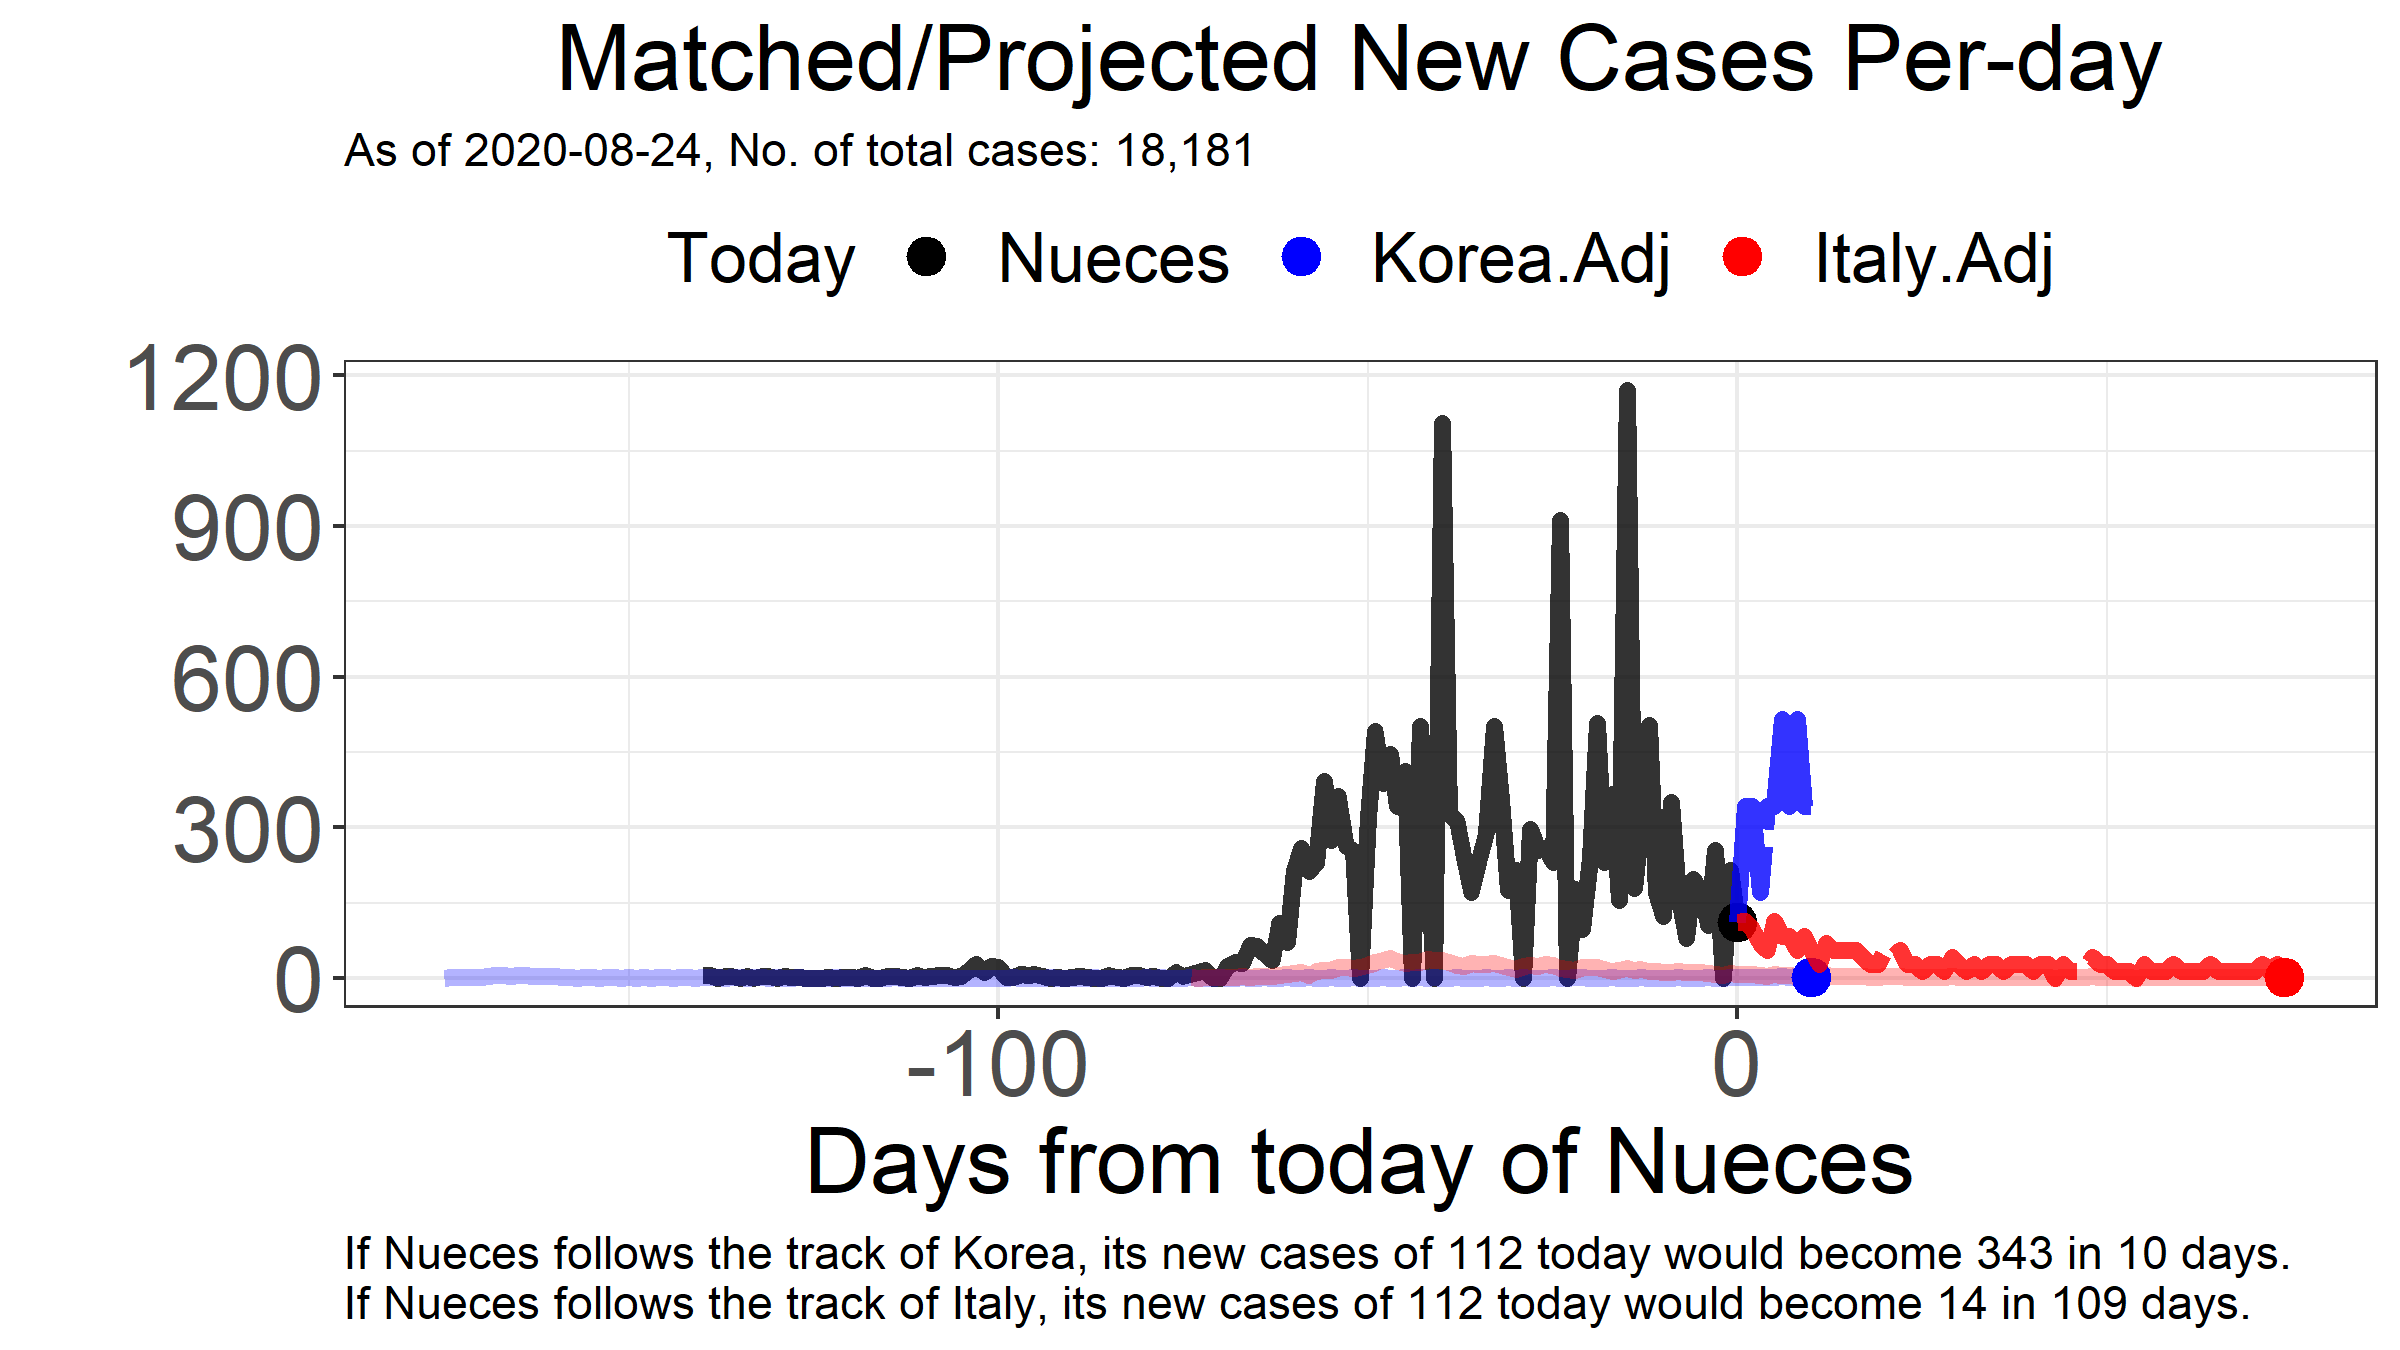 Matched/Projected New Cases Per-day
As of 2020-08-24, No. of total cases: 18,181
Today Nueces Korea.Adj Italy.Adj
1200
900
600
300
0
-100 0
Days from today of Nueces
If Nueces follows the track of Korea, its new cases of 112 today would become 343 in 10 days.
If Nueces follows the track of Italy, its new cases of 112 today would become 14 in 109 days.